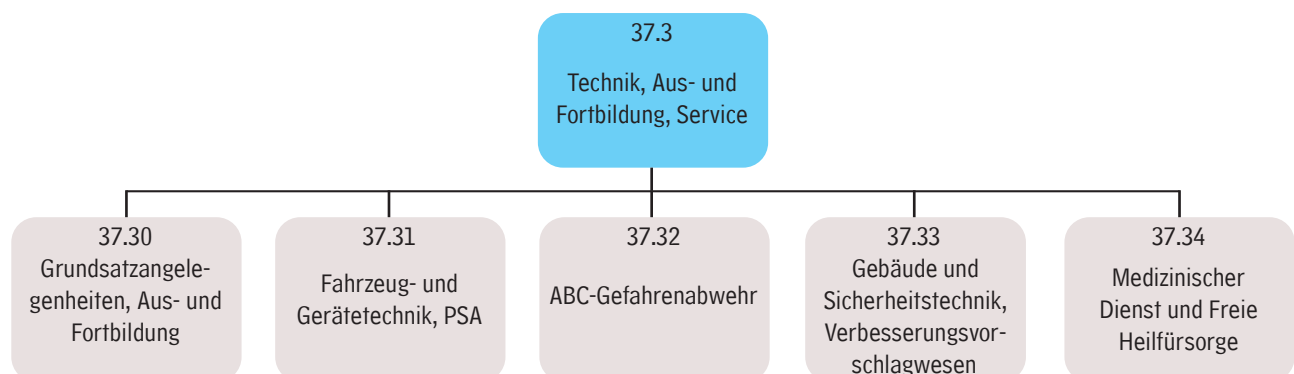 37.3
Technik, Aus- und
Fortbildung, Service
37.30
Grundsatzangele-
genheiten, Aus- und
Fortbildung
37.31
Fahrzeug- und
Gerätetechnik, PSA
37.32
ABC-Gefahrenabwehr
37.33
Gebäude und
Sicherheitstechnik,
Verbesserungsvor-
schlagwesen
37.34
Medizinischer
Dienst und Freie
Heilfürsorge